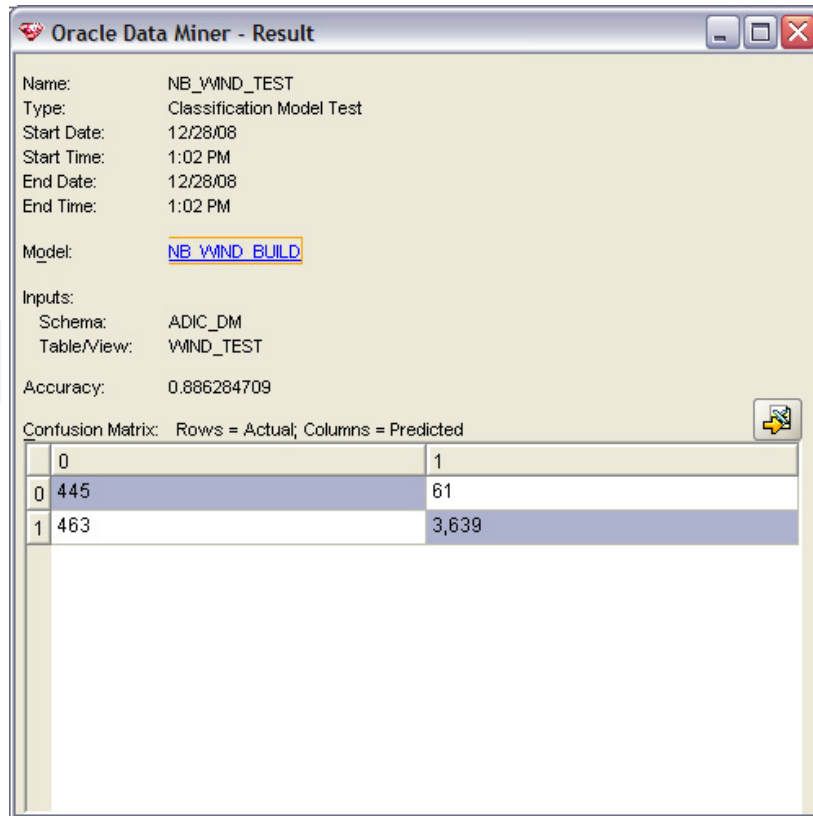 Oracle Data Miner - Result
Name: NB_WIND_TEST
Type: Classification Model Test
Start Date: 12/28/08
Start Time: 1:02 PM
End Date: 12/28/08
End Time: 1:02 PM
Model: NB_WIND_BUILD
Inputs:
Schema: ADIC_DM
Table/View: WIND_TEST
Accuracy: 0.886284709
Confusion Matrix: Rows = Actual; Columns = Predicted
0 1
0 445 61
1 463 3,639